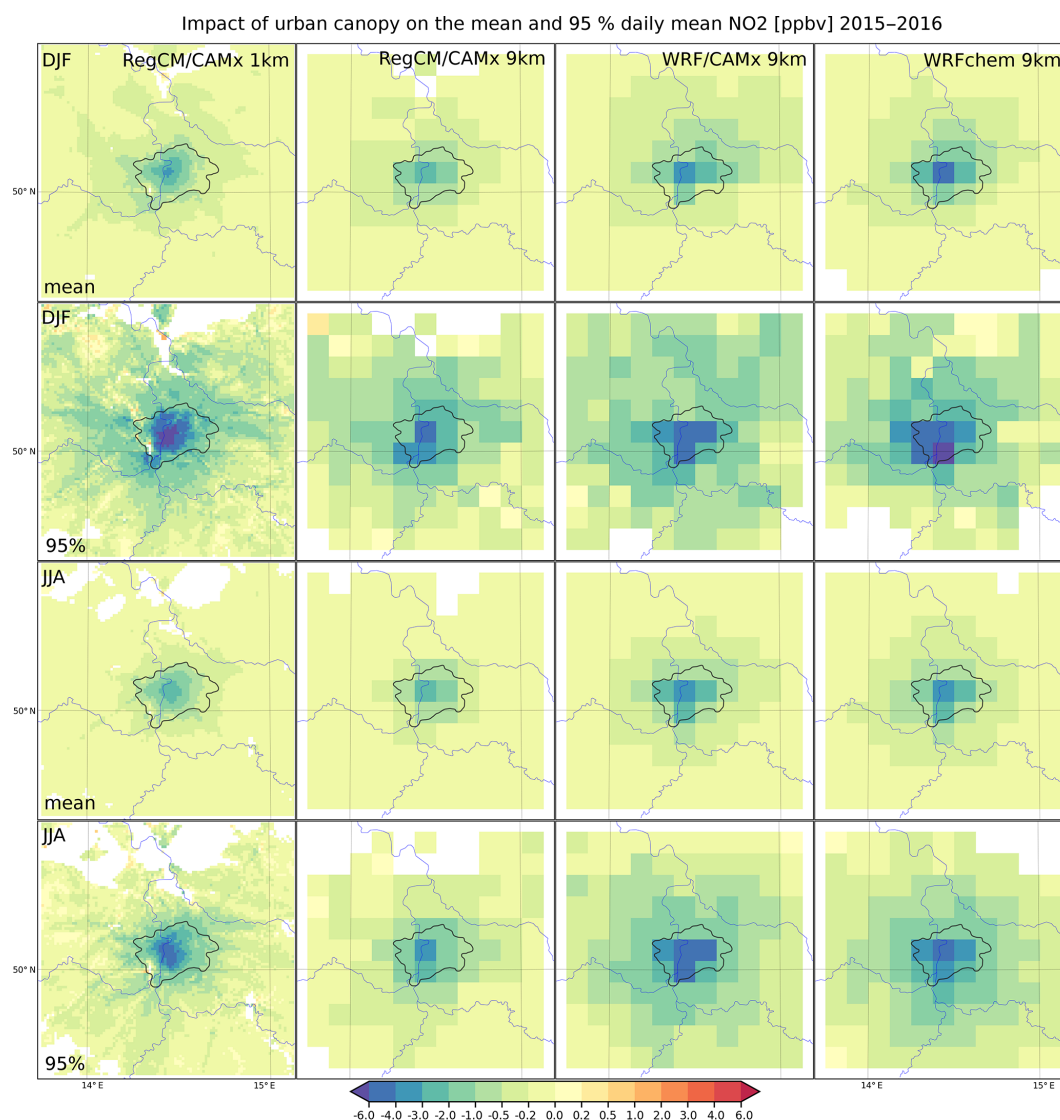 Impact of urban canopy on the mean and 95 % daily mean NO2 [ppbv] 2015–2016
DJF RegCM/CAMx 1km RegCM/CAMx 9km WRF/CAMx 9km WRFchem 9km
50° N
mean
DJF
50° N
95%
JJA
50° N
mean
JJA
50° N
95%
14° E 15° E 14° E 15° E
-6.0 -4.0 -3.0 -2.0 -1.0 -0.5 -0.2 0.0 0.2 0.5 1.0 2.0 3.0 4.0 6.0